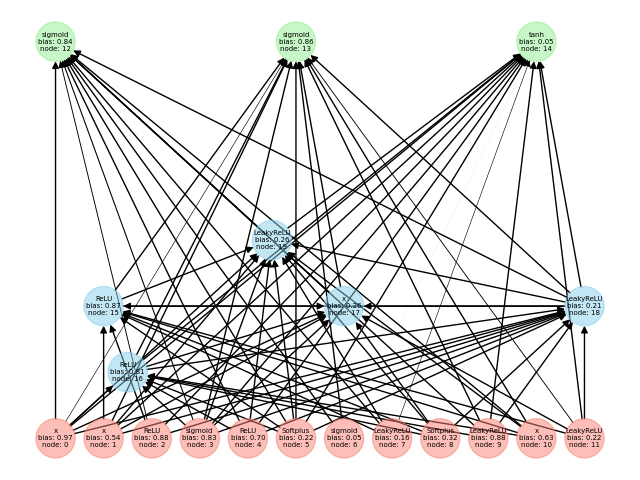 sigmoid
bias: 0.84
node: 12
sigmoid
bias: 0.86
node: 13
tanh
bias: 0.05
node: 14
LeakyReLU
bias: 0.26
node:
ReLU
bias: 0.87
node: 15
x
bias: 0.26
node: 17
LeakyReLU
bias: 0.21
node: 18
ReLU
bias: 0.81
node: 16
x
bias: 0.97
node: 0
x
bias: 0.54
node: 1
ReLU
bias: 0.88
node: 2
sigmoid
bias: 0.83
node: 3
ReLU
bias: 0.70
node: 4
Softplus
bias: 0.22
node: 5
sigmoid
bias: 0.05
node: 6
LeakyReLU
bias: 0.16
node: 7
Softplus
bias: 0.32
node: 8
LeakyReLU
bias: 0.88
node: 9
x
bias: 0.63
node: 10
LeakyReLU
bias: 0.22
node: 11